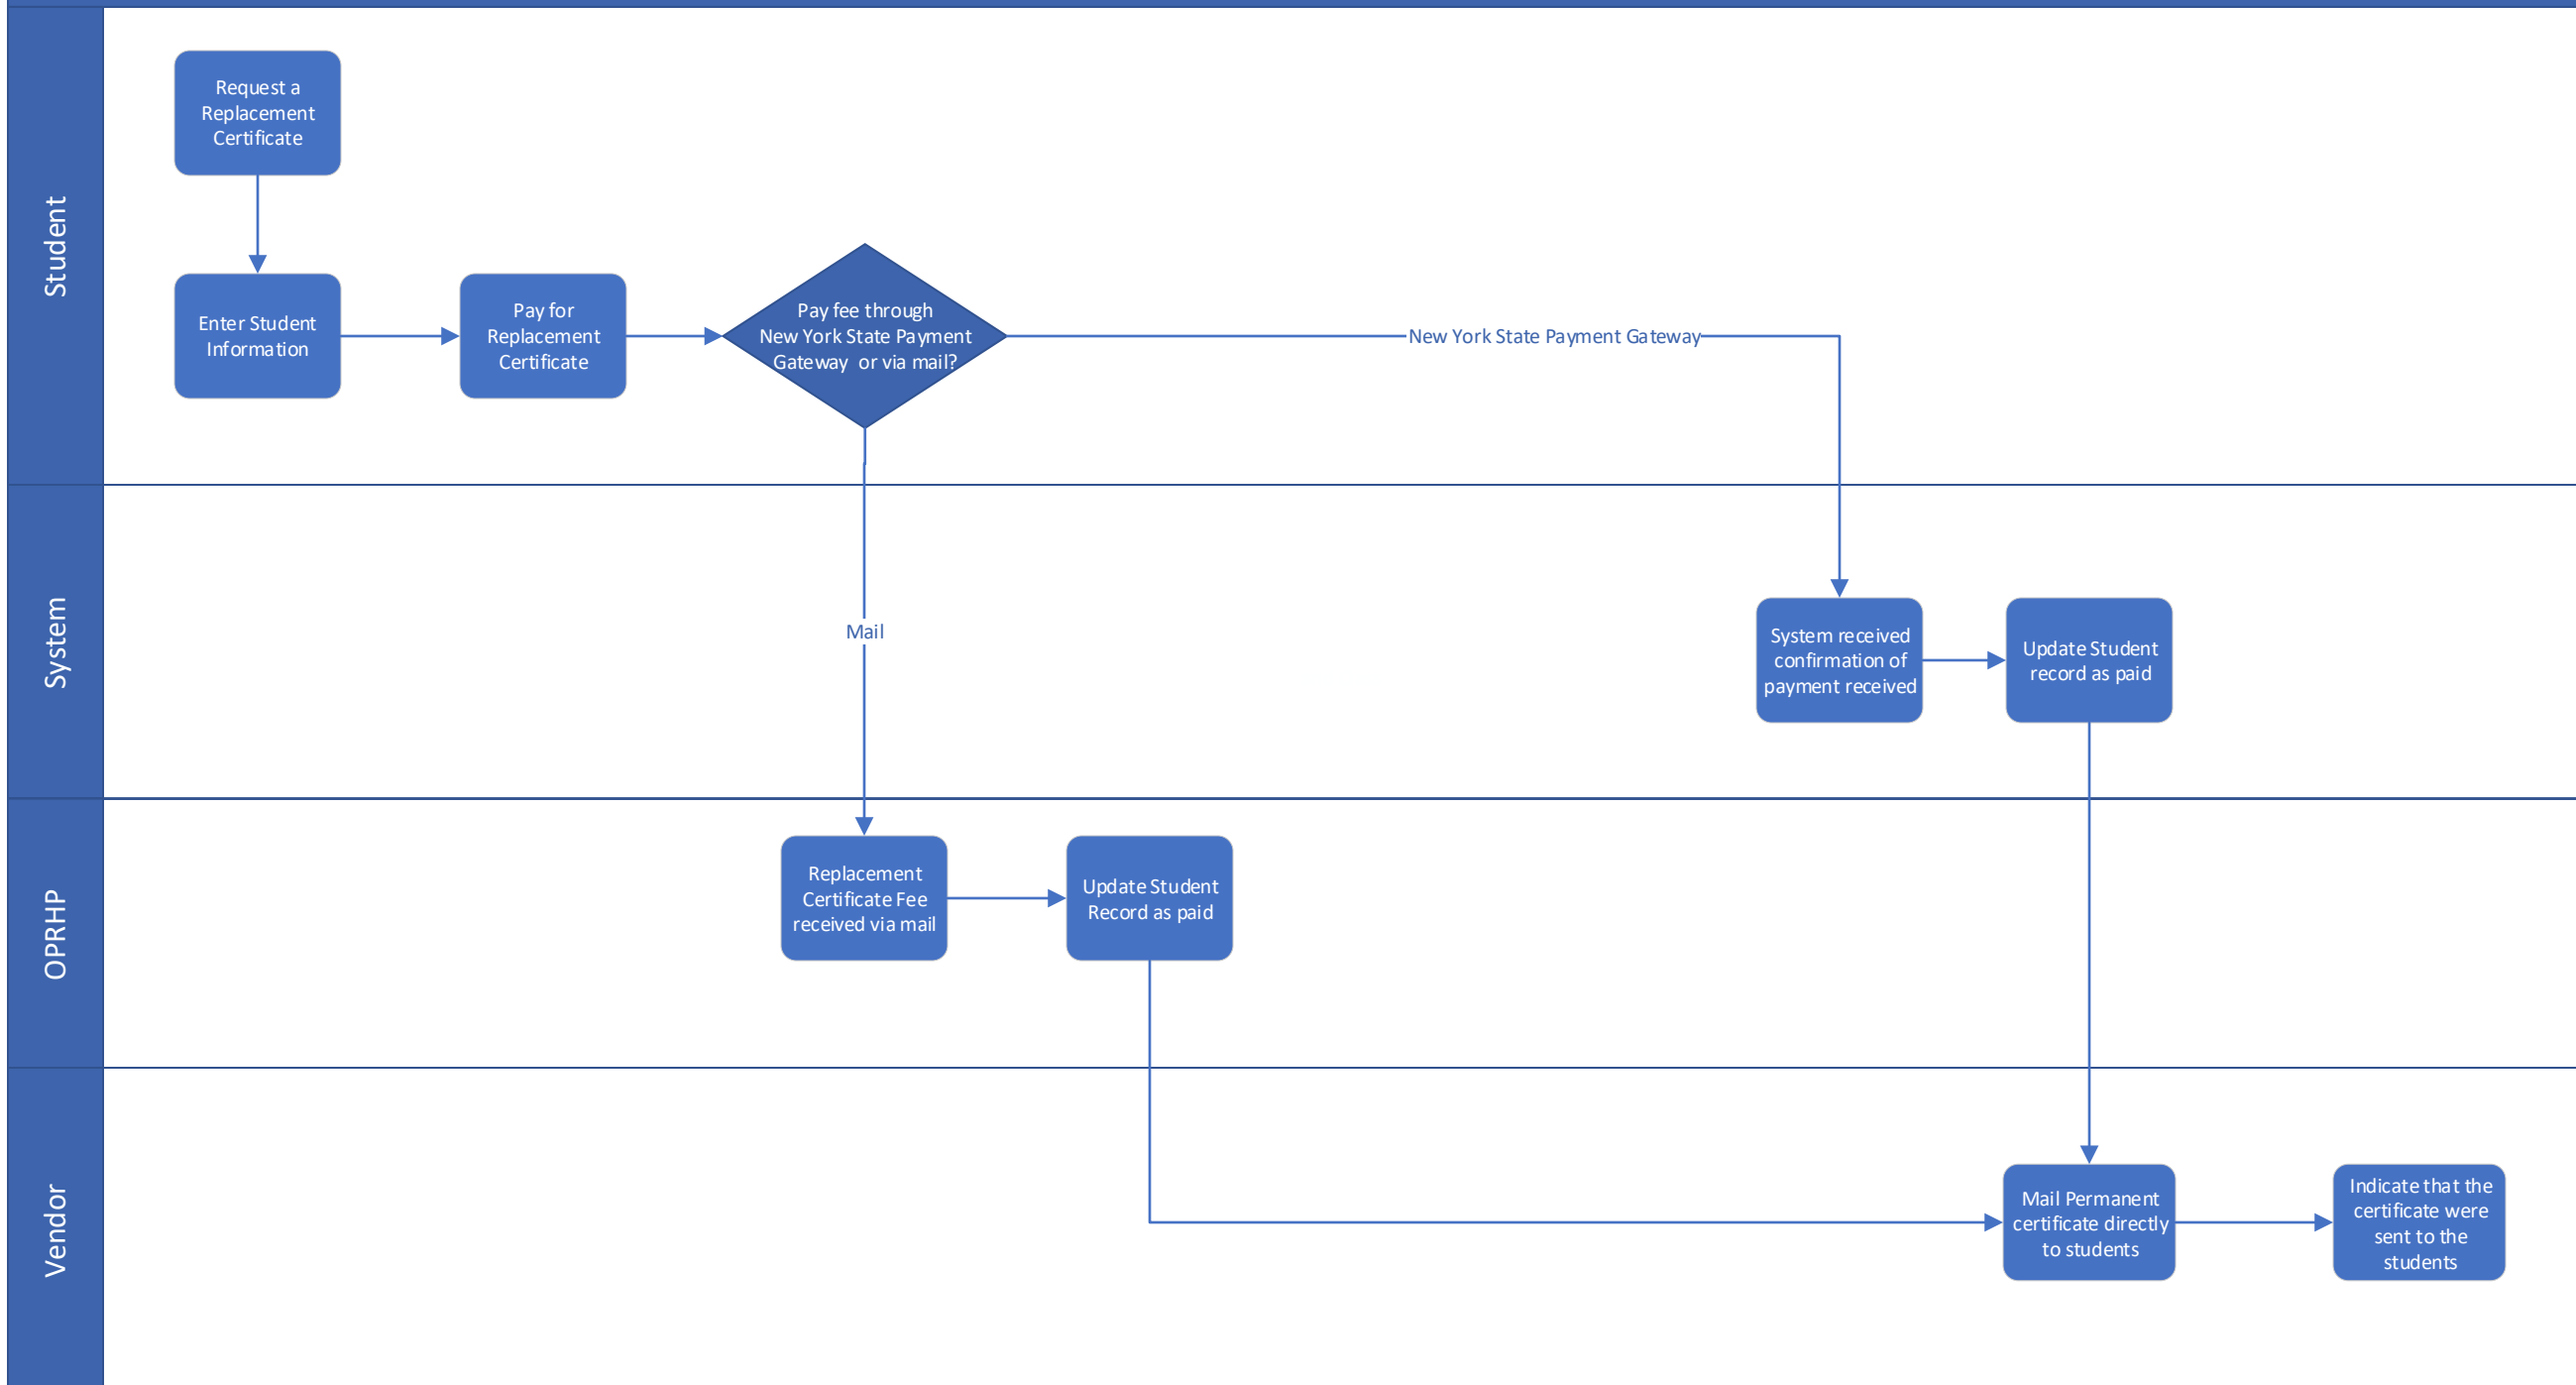 Student
Request a
Replacement
Certificate
Enter Student
Information
Pay for
Replacement
Certificate
Pay fee through
New York State Payment
Gateway or via mail?
New York State Payment Gateway
System
Mail
System received
confirmation of
payment received
Update Student
record as paid
OPRHP
Replacement
Certificate Fee
received via mail
Update Student
Record as paid
Vendor
Mail Permanent
certificate directly
to students
Indicate that the
certificate were
sent to the
students